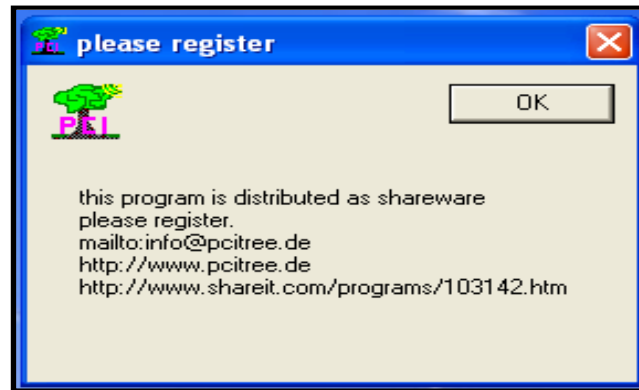 please register
PCI
OK
this program is distributed as shareware
please register.
mailto:info@pcitree.de
http://www.pcitree.de
http://www.shareit.com/programs/103142.htm